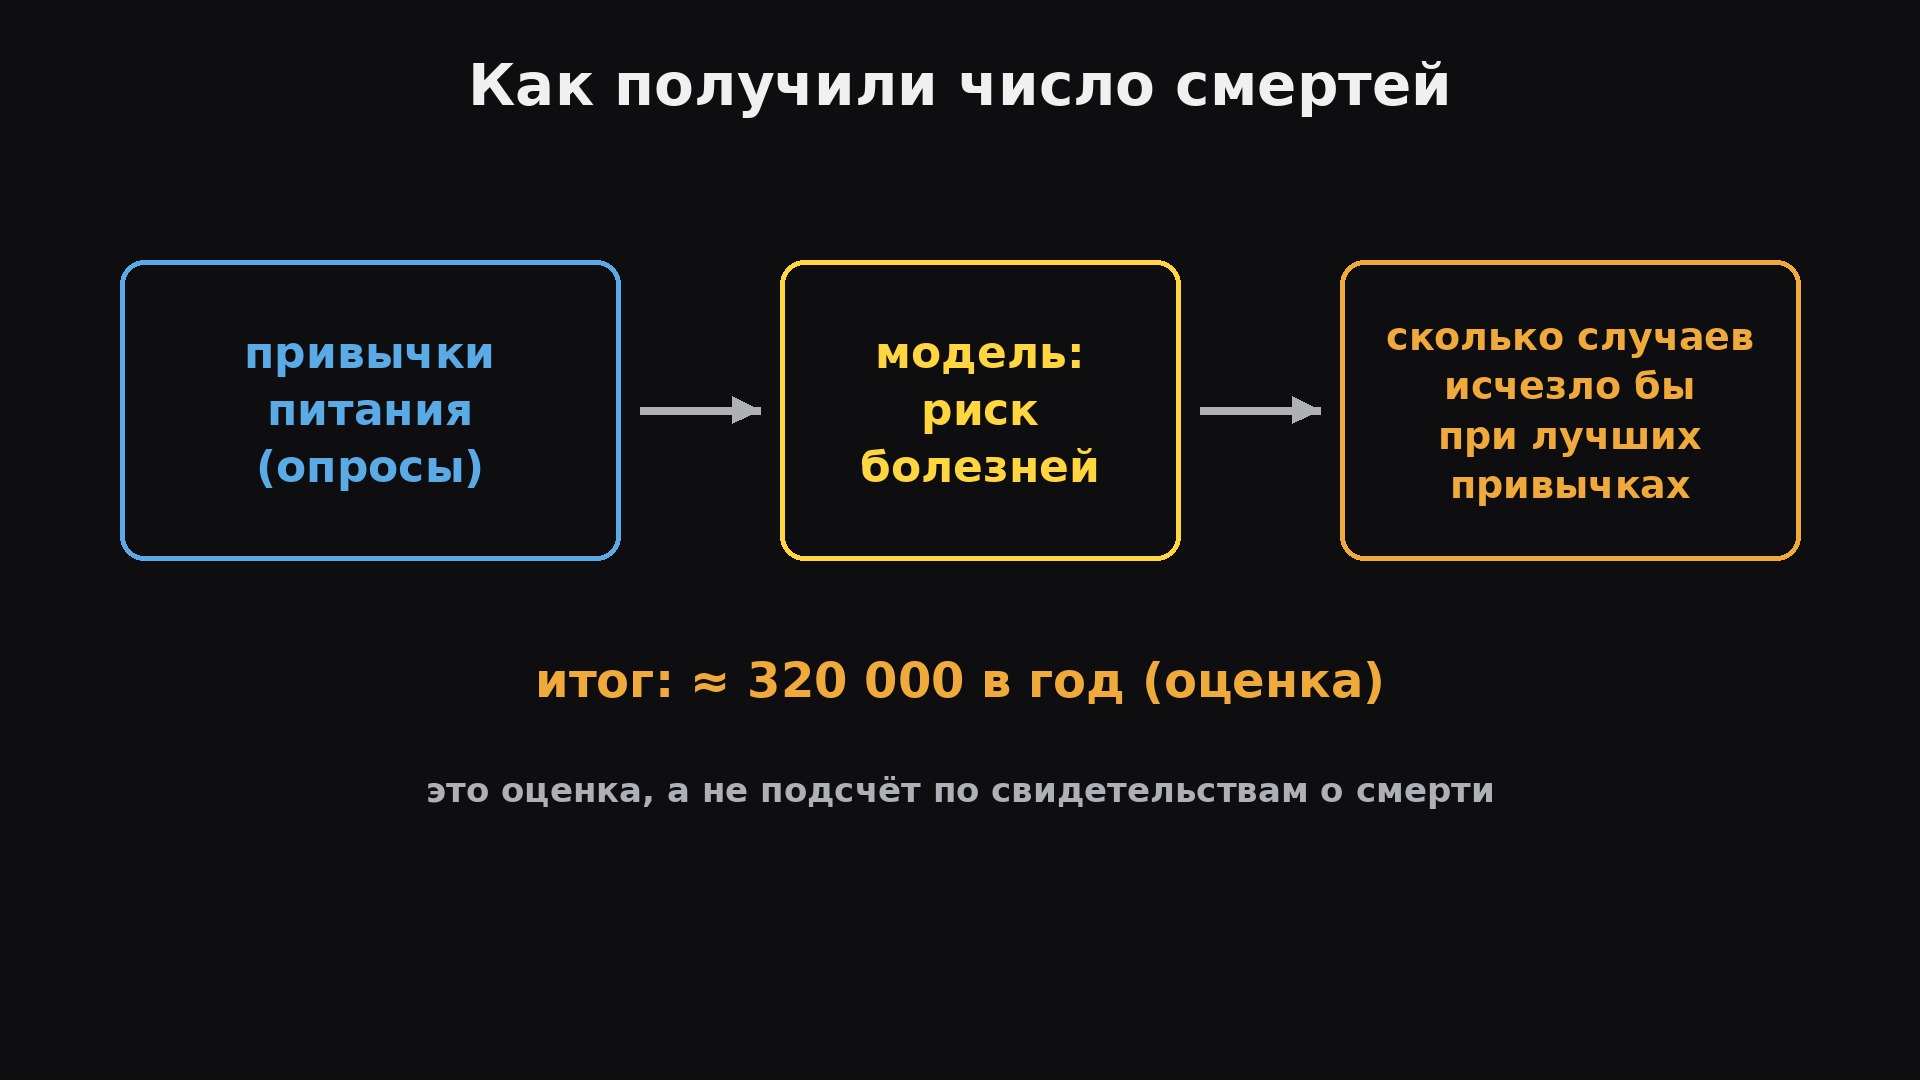 Как получили число смертей
привычки
питания
(опросы)
модель:
риск
болезней
сколько случаев
исчезло бы
при лучших
привычках
итог: ≈ 320 000 в год (оценка)
это оценка, а не подсчёт по свидетельствам о смерти